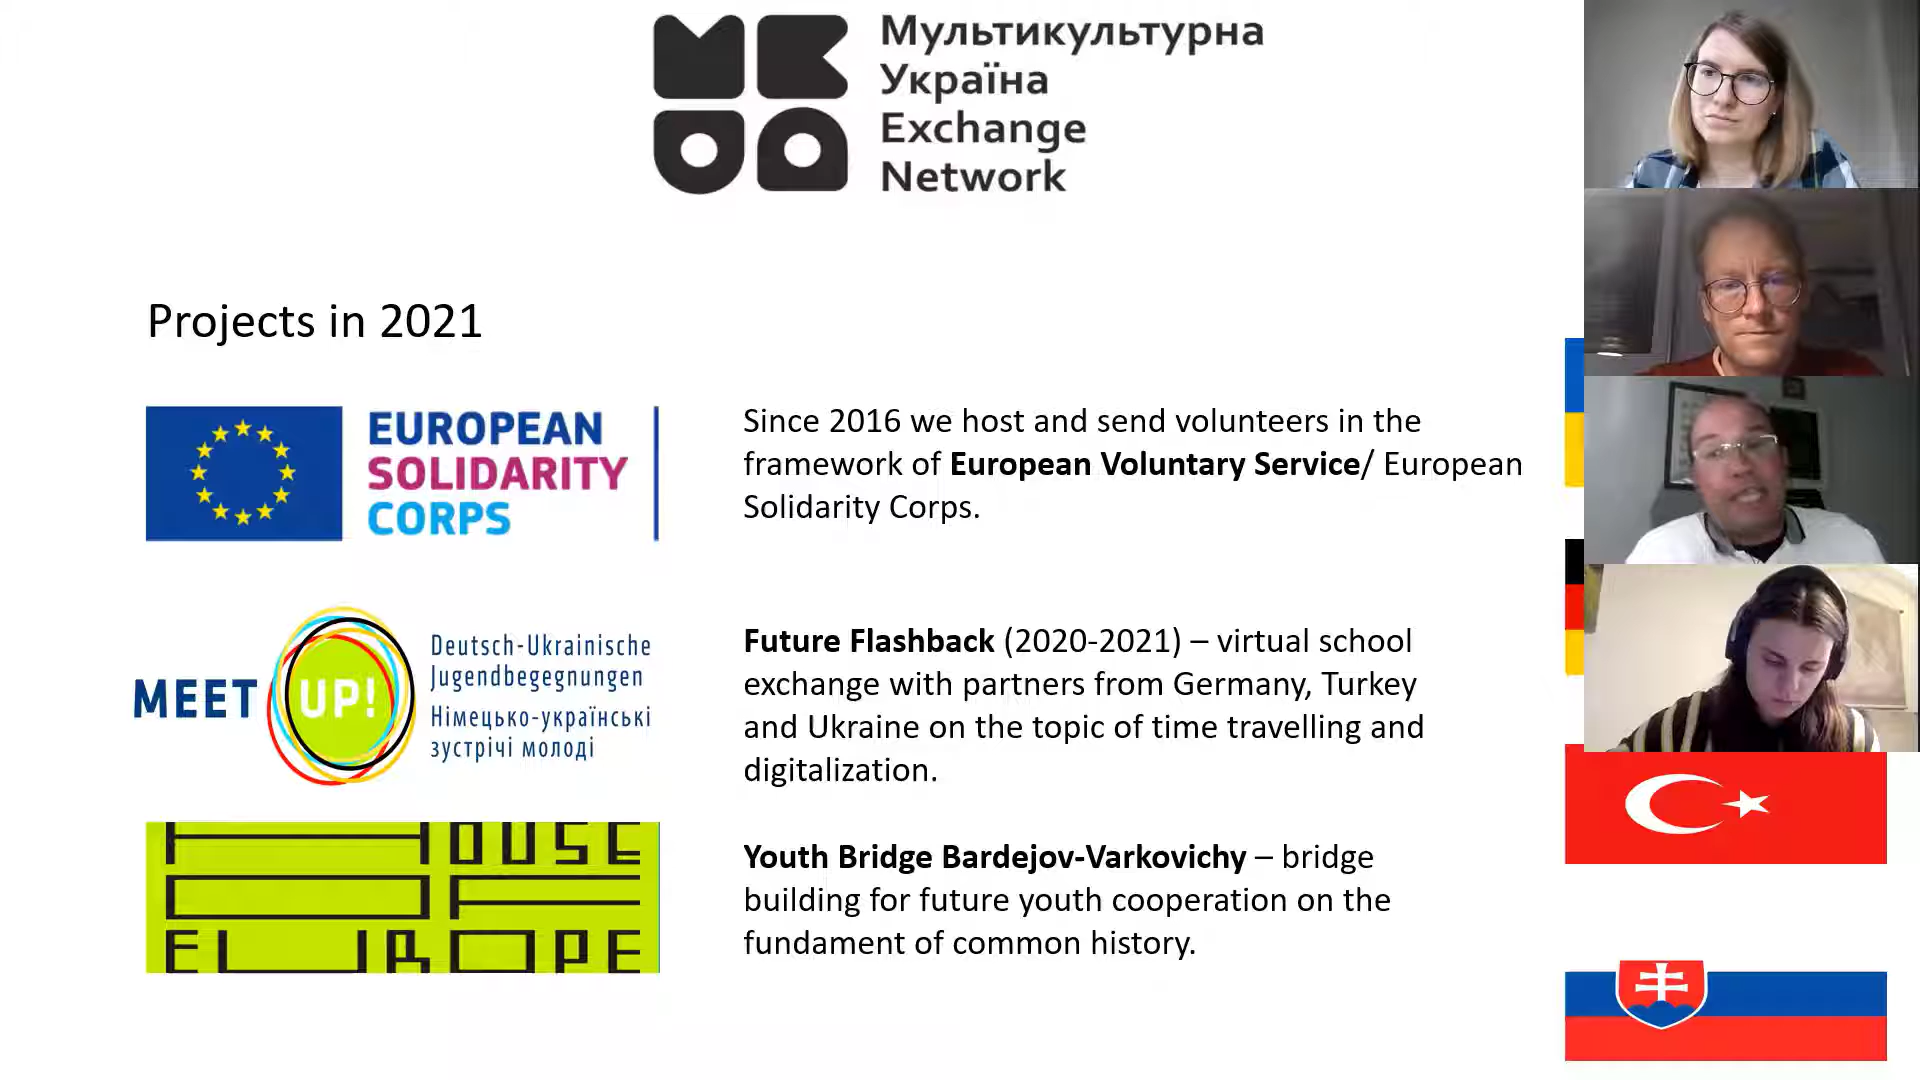 Мультикультурна
Україна
Exchange
Network
Projects in 2021
EUROPEAN
SOLIDARITY
CORPS
Since 2016 we host and send volunteers in the
framework of European Voluntary Service/ European
Solidarity Corps.
MEET UP!
Deutsch-Ukrainische
Jugendbegegnungen
Німецько-українські
зустрічі молоді
Future Flashback (2020-2021) – virtual school
exchange with partners from Germany, Turkey
and Ukraine on the topic of time travelling and
digitalization.
HOUSE
OF
EUROPE
Youth Bridge Bardejov-Varkovichy – bridge
building for future youth cooperation on the
fundament of common history.